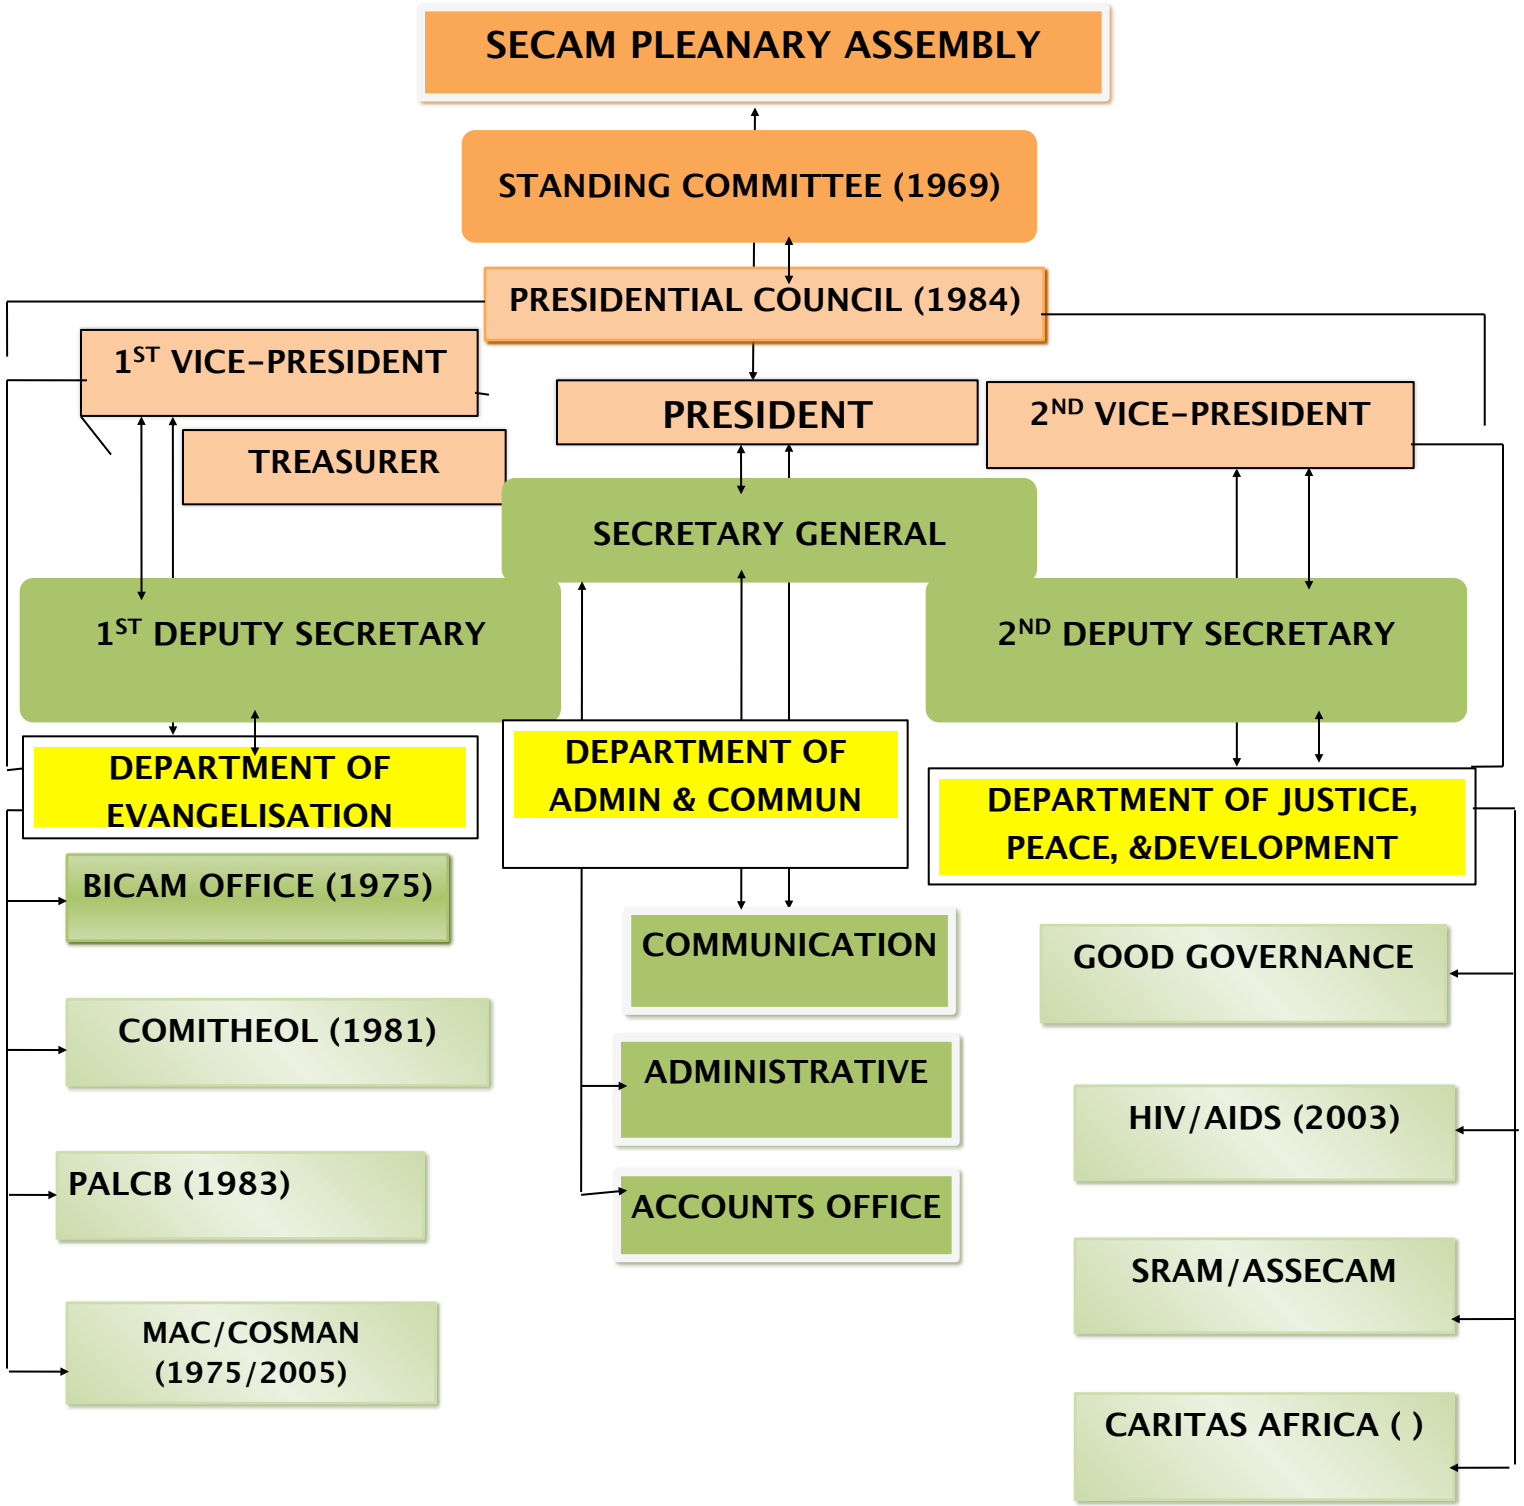 SECAM PLEANARY ASSEMBLY
STANDING COMMITTEE (1969)
PRESIDENTIAL COUNCIL (1984)
1ST VICE-PRESIDENT
PRESIDENT
2ND VICE-PRESIDENT
TREASURER
SECRETARY GENERAL
1ST DEPUTY SECRETARY
2ND DEPUTY SECRETARY
DEPARTMENT OF
EVANGELISATION
DEPARTMENT OF
ADMIN & COMMUN
DEPARTMENT OF JUSTICE,
PEACE, &DEVELOPMENT
BICAM OFFICE (1975)
COMITHEOL (1981)
PALCB (1983)
MAC/COSMAN
(1975/2005)
COMMUNICATION
ADMINISTRATIVE
ACCOUNTS OFFICE
GOOD GOVERNANCE
HIV/AIDS (2003)
SRAM/ASSECAM
CARITAS AFRICA ( )